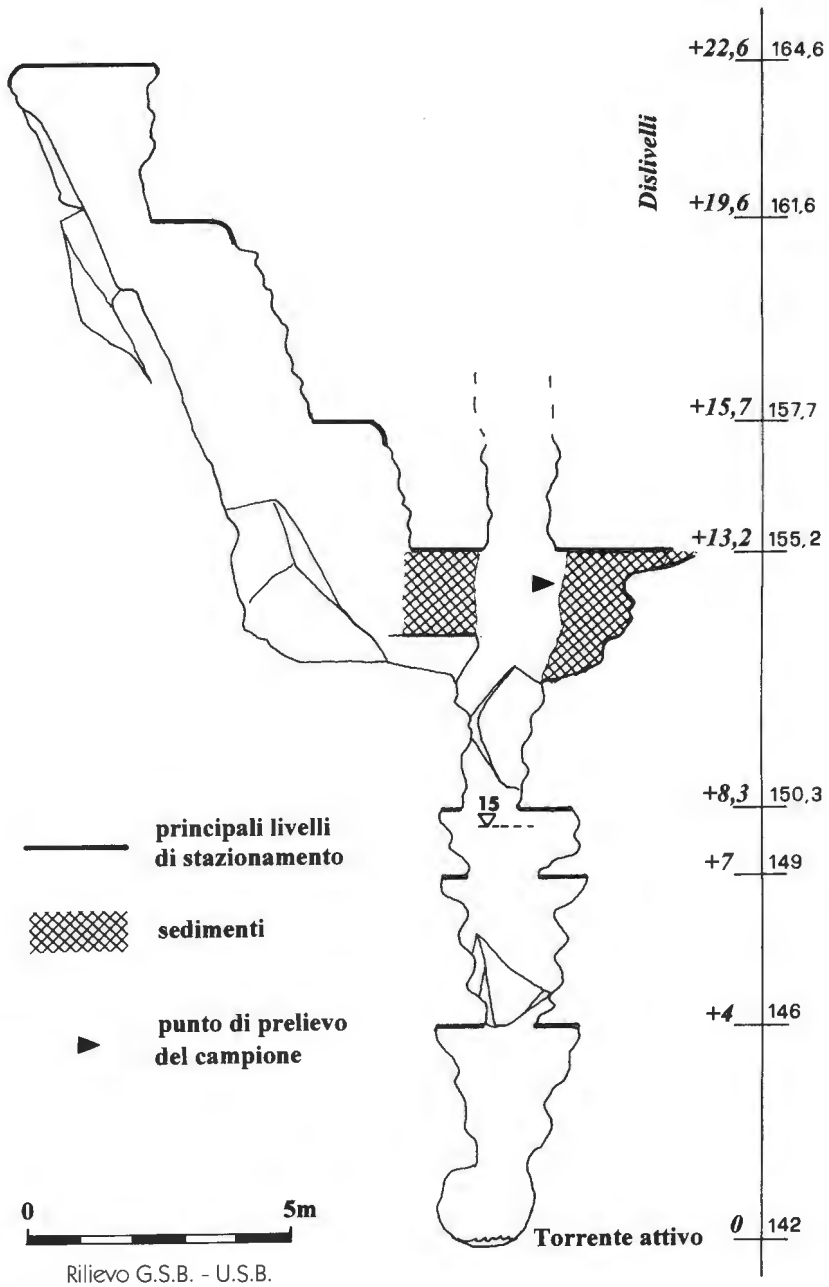 +22,6 164,6
Dislivelli
+19,6 161,6
+15,7 157,7
+13,2 155,2
+8,3 150,3
15
+7 149
+4 146
principali livelli
di stazionamento
sedimenti
punto di prelievo
del campione
0 5m
Torrente attivo 0 142
Rilievo G.S.B. - U.S.B.